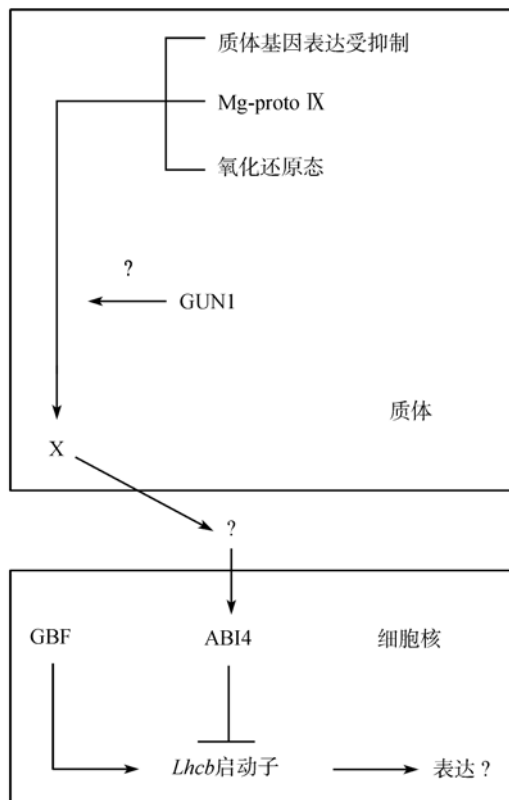 质体基因表达受抑制
Mg-proto Ⅸ
氧化还原态
?
GUN1
质体
X
?
GBF
ABI4
细胞核
Lhcb启动子
表达?